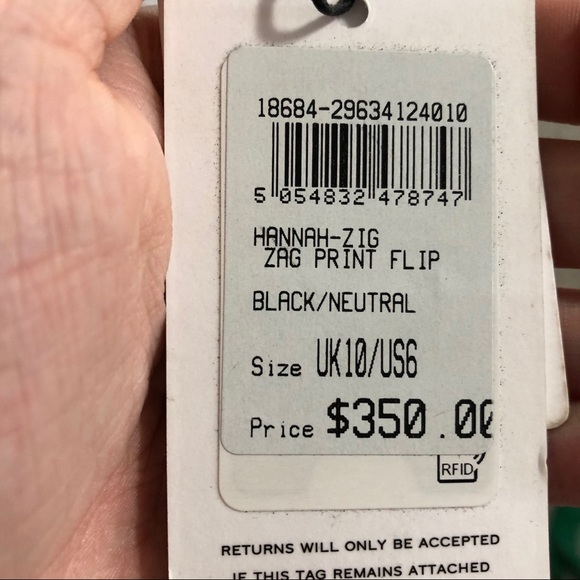 18684-29634124010
5 054832 478747
HANNAH-ZIG
ZAG PRINT FLIP
BLACK/NEUTRAL
Size UK10/US6
Price $350.00
RFID
RETURNS WILL ONLY BE ACCEPTED
IF THIS TAG REMAINS ATTACHED